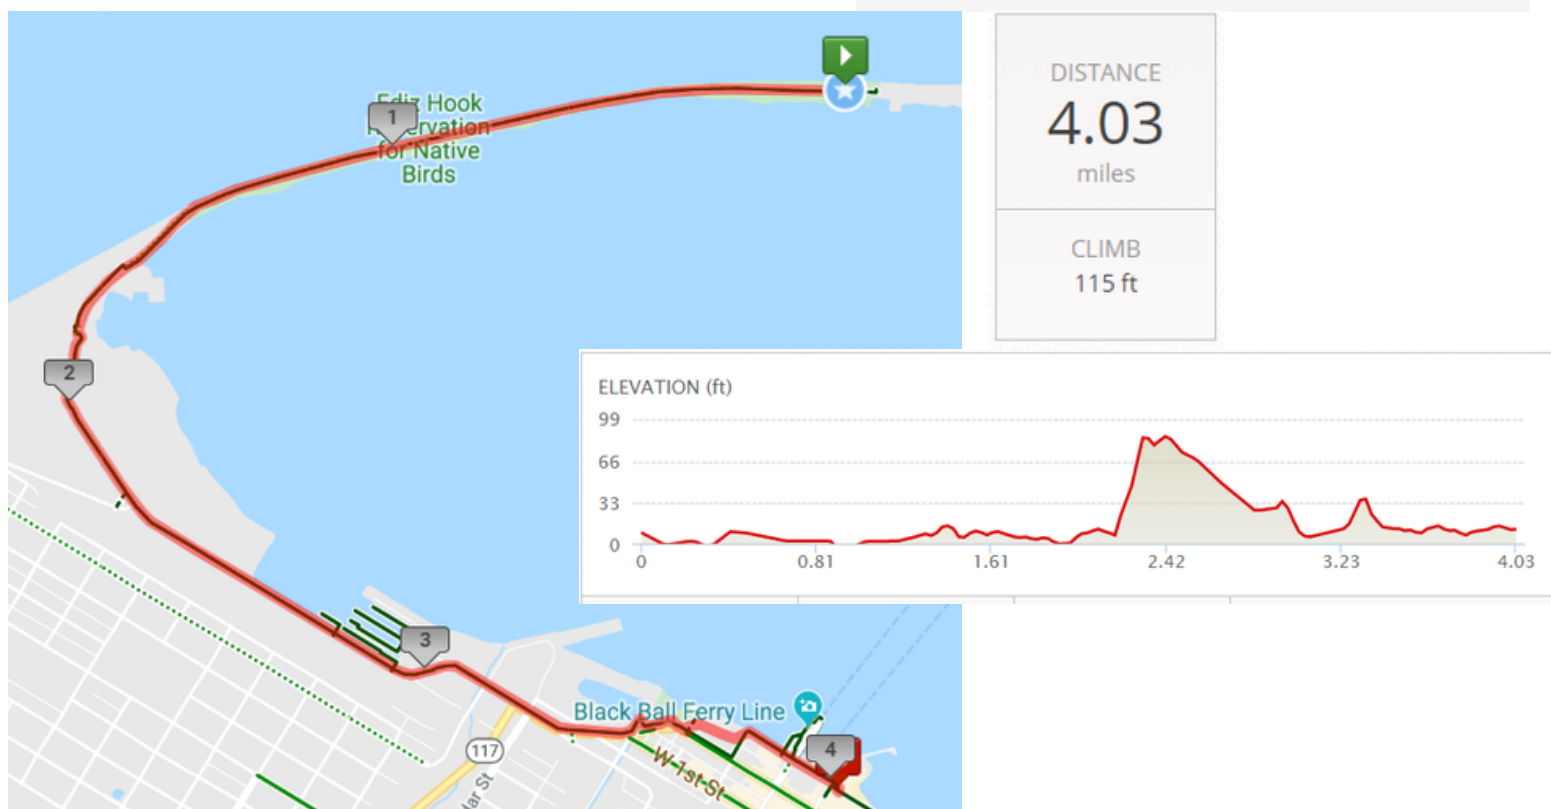 Ediz Hook
Reservation
for Native
Birds
1
2
3
4
117
lar St
W 1st St
Black Ball Ferry Line
DISTANCE
4.03
miles
CLIMB
115 ft
ELEVATION (ft)
99
66
33
0
0
0.81
1.61
2.42
3.23
4.03